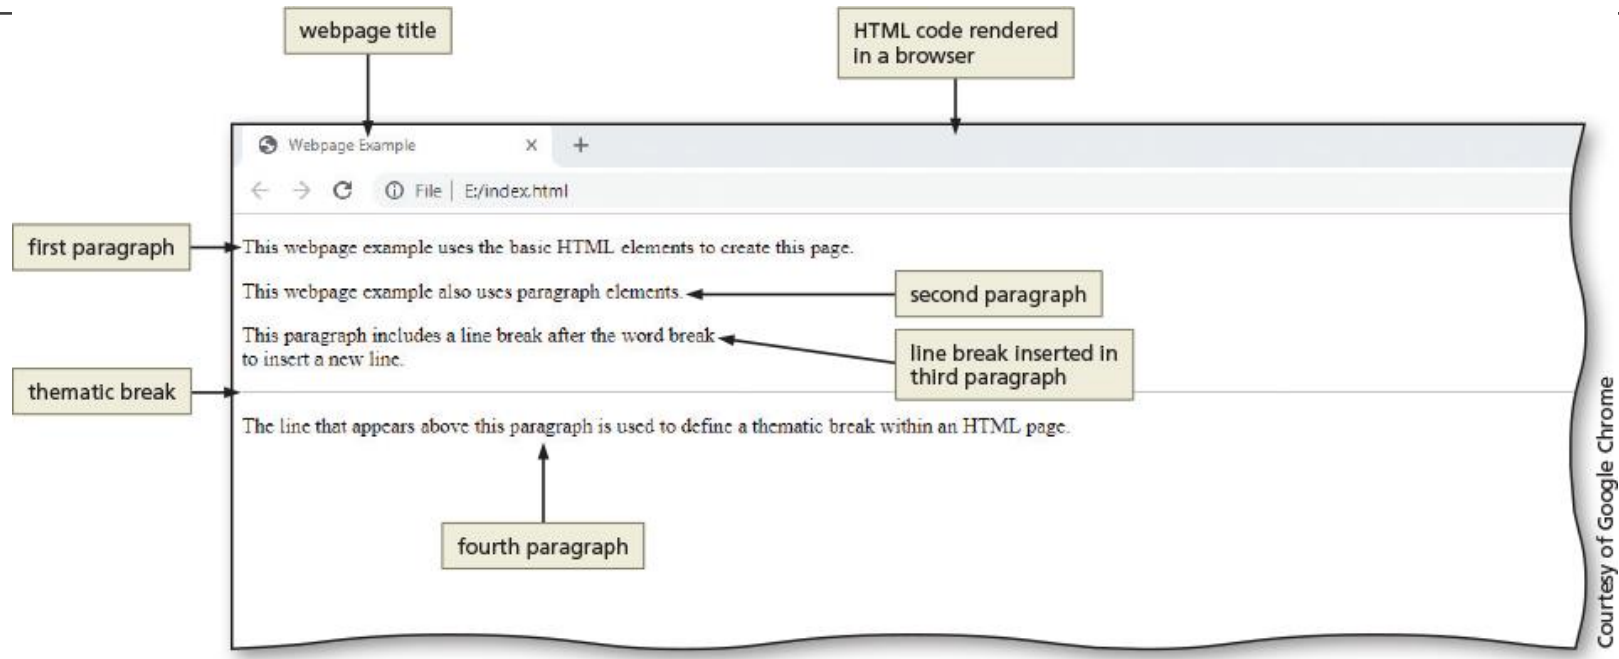 webpage title
HTML code rendered
in a browser
Webpage Example
File
E:/index.html
first paragraph
This webpage example uses the basic HTML elements to create this page.
This webpage example also uses paragraph elements.
second paragraph
This paragraph includes a line break after the word break
to insert a new line.
line break inserted in
third paragraph
thematic break
The line that appears above this paragraph is used to define a thematic break within an HTML page.
fourth paragraph
Courtesy of Google Chrome